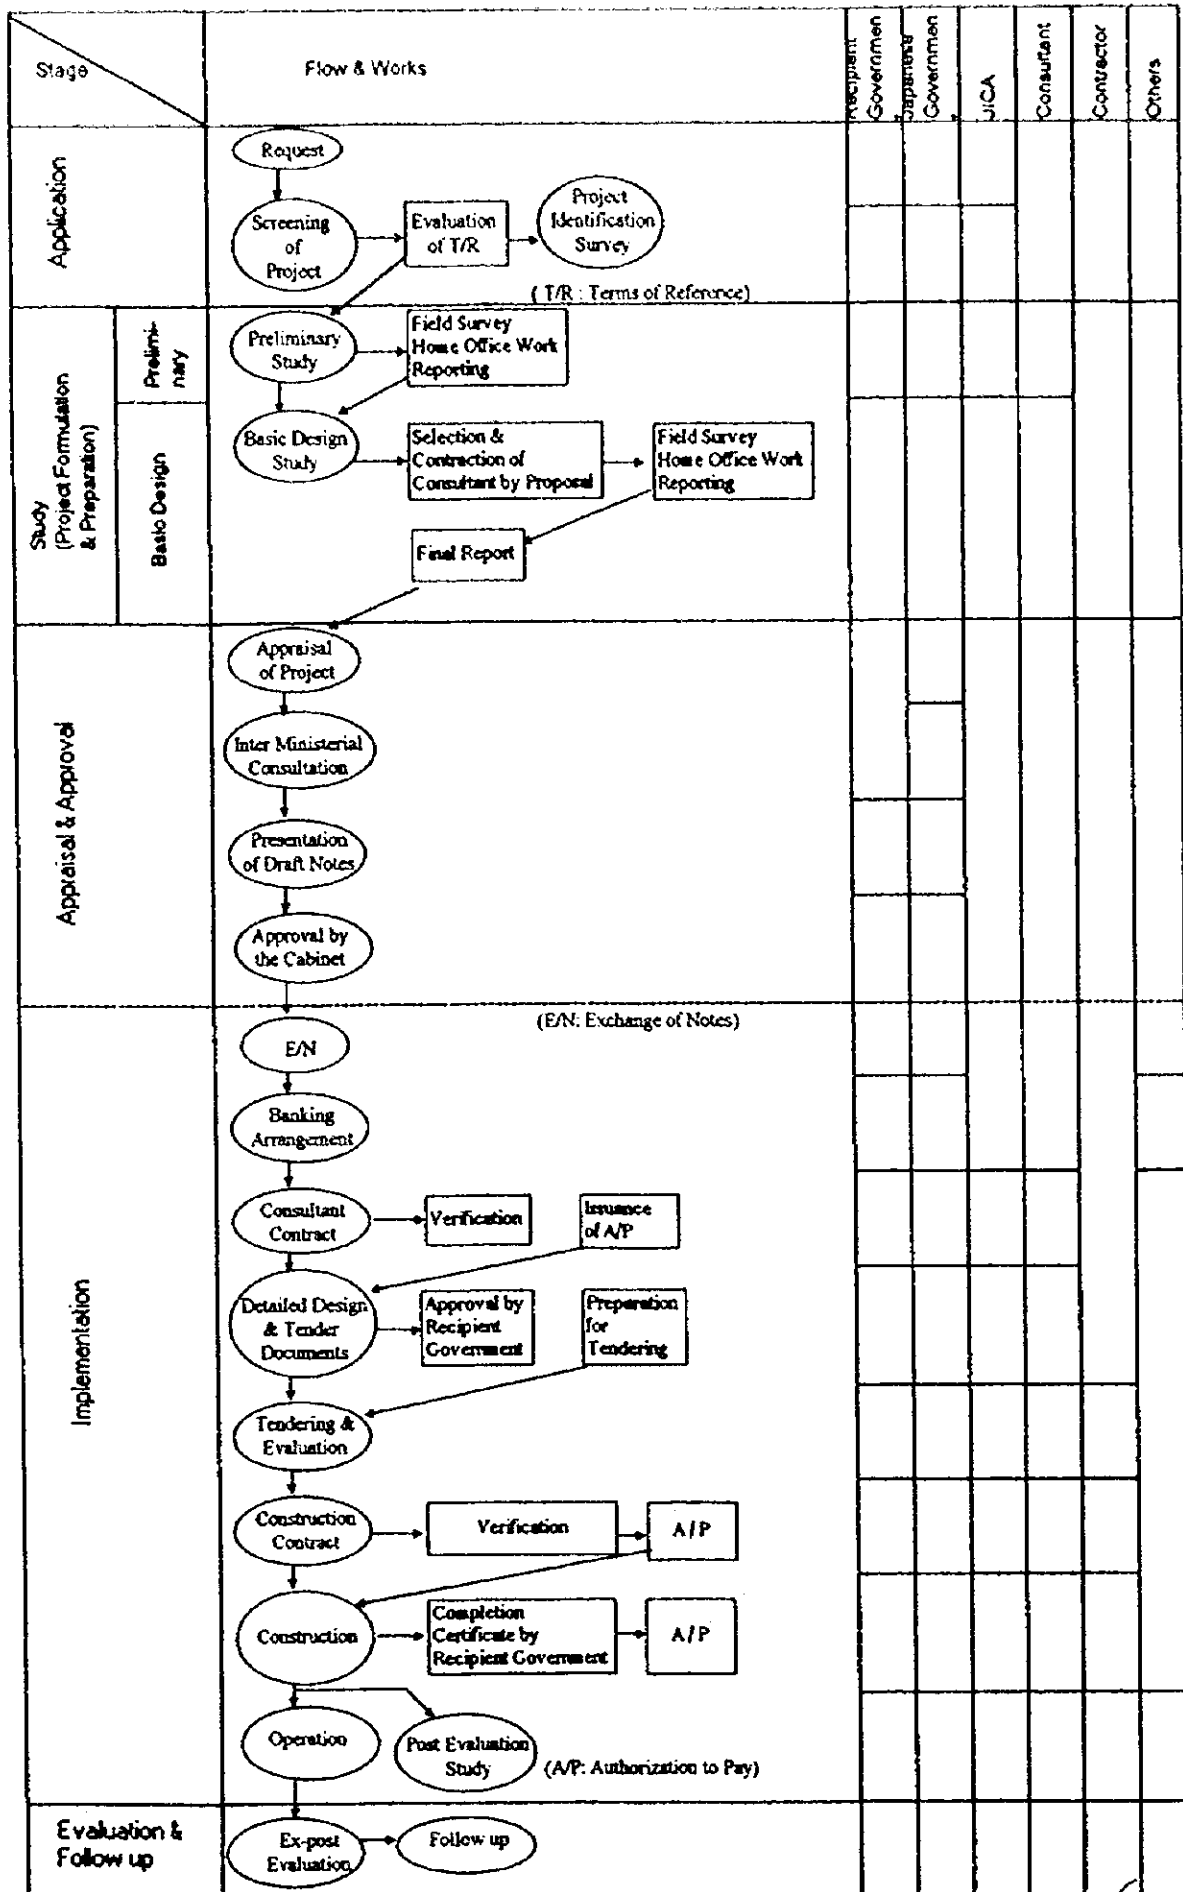 Stage
Flow & Works
Recipient
Governmen
Japanese
Governmen
JICA
Consultant
Contractor
Others
Application
Request
Screening
of
Project
Evaluation
of T/R
Project
Identification
Survey
( T/R : Terms of Reference)
Study
(Project Formulation
& Preparation)
Prelimi-
nary
Preliminary
Study
Field Survey
Home Office Work
Reporting
Basic Design
Basic Design
Study
Selection &
Contraction of
Consultant by Proposal
Field Survey
Home Office Work
Reporting
Final Report
Appraisal & Approval
Appraisal
of Project
Inter Ministerial
Consultation
Presentation
of Draft Notes
Approval by
the Cabinet
Implementation
(E/N: Exchange of Notes)
E/N
Banking
Arrangement
Consultant
Contract
Verification
Issuance
of A/P
Detailed Design
& Tender
Documents
Approval by
Recipient
Government
Preparation
for
Tendering
Tendering &
Evaluation
Construction
Contract
Verification
A/P
Construction
Completion
Certificate by
Recipient Government
A/P
Operation
Post Evaluation
Study
(A/P: Authorization to Pay)
Evaluation &
Follow up
Ex-post
Evaluation
Follow up